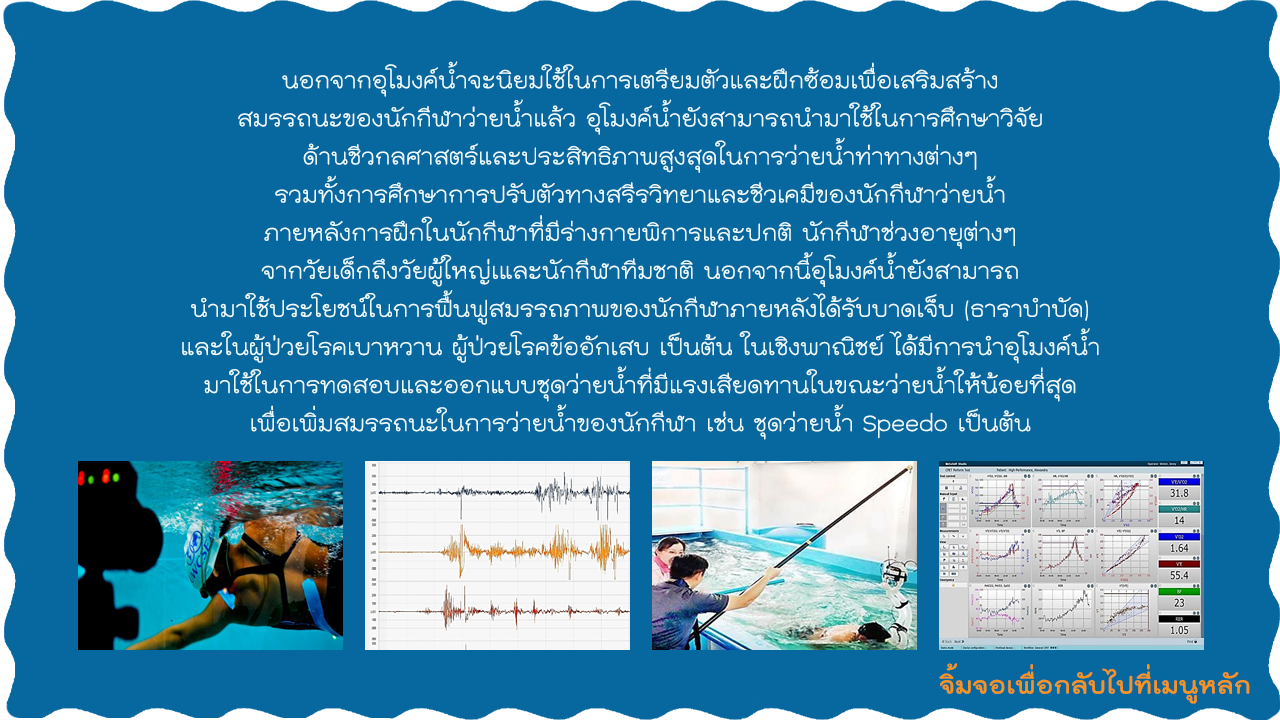 นอกจากอุโมงค์น้ำจะนิยมใช้ในการเตรียมตัวและฝึกซ้อมเพื่อเสริมสร้าง
สมรรถนะของนักกีฬาว่ายน้ำแล้ว อุโมงค์น้ำยังสามารถนำมาใช้ในการศึกษาวิจัย
ด้านชีวกลศาสตร์และประสิทธิภาพสูงสุดในการว่ายน้ำท่าทางต่างๆ
รวมทั้งการศึกษาการปรับตัวทางสรีรวิทยาและชีวเคมีของนักกีฬาว่ายน้ำ
ภายหลังการฝึกในนักกีฬาที่มีร่างกายพิการและปกติ นักกีฬาช่วงอายุต่างๆ
จากวัยเด็กถึงวัยผู้ใหญ่และนักกีฬาทีมชาติ นอกจากนี้อุโมงค์น้ำยังสามารถ
นำมาใช้ประโยชน์ในการฟื้นฟูสมรรถภาพของนักกีฬาภายหลังได้รับบาดเจ็บ (ธาราบำบัด)
และในผู้ป่วยโรคเบาหวาน ผู้ป่วยโรคข้ออักเสบ เป็นต้น ในเชิงพาณิชย์ ได้มีการนำอุโมงค์น้ำ
มาใช้ในการทดสอบและออกแบบชุดว่ายน้ำที่มีแรงเสียดทานในขณะว่ายน้ำให้น้อยที่สุด
เพื่อเพิ่มสมรรถนะในการว่ายน้ำของนักกีฬา เช่น ชุดว่ายน้ำ Speedo เป็นต้น
31.8
V'O2/HR
14
V'O2
1.64
VT
55.4
BF
23
RER
1.05
จิ้มจอเพื่อกลับไปที่เมนูหลัก